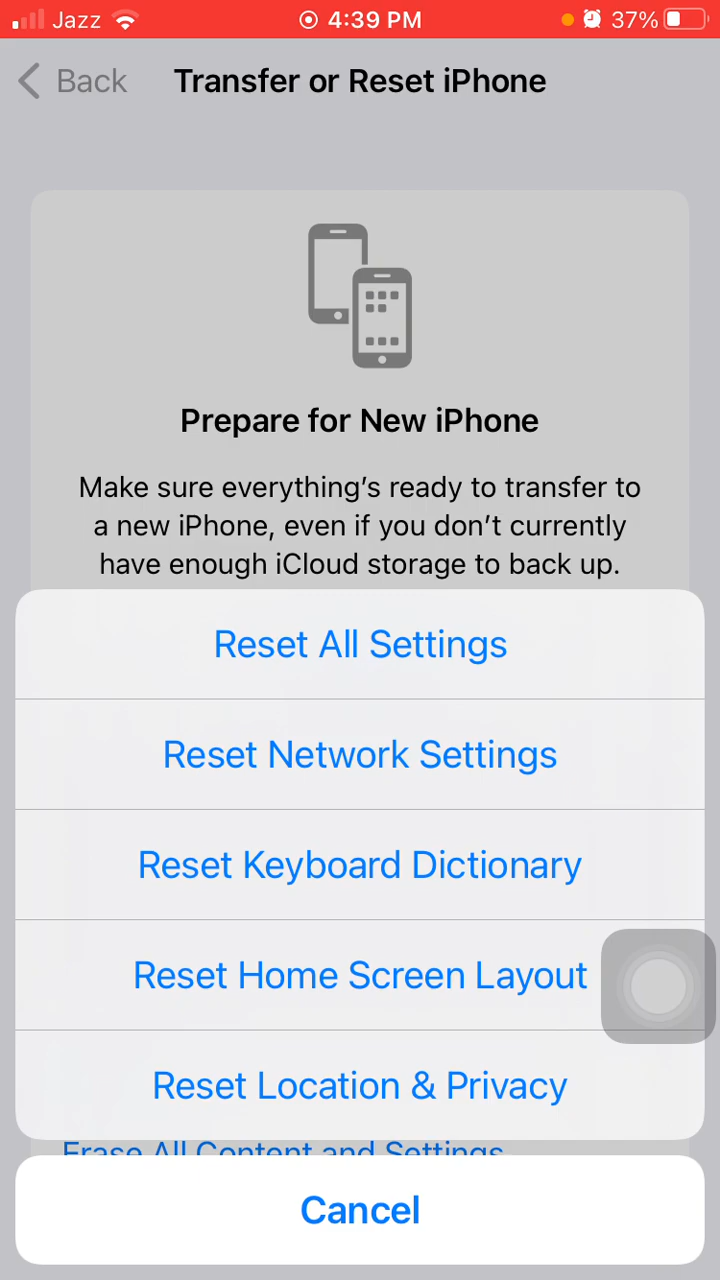 Jazz 4:39 PM 37%
Back Transfer or Reset iPhone
Prepare for New iPhone
Make sure everything's ready to transfer to
a new iPhone, even if you don't currently
have enough iCloud storage to back up.
Reset All Settings
Reset Network Settings
Reset Keyboard Dictionary
Reset Home Screen Layout
Reset Location & Privacy
Erase All Content and Settings
Cancel